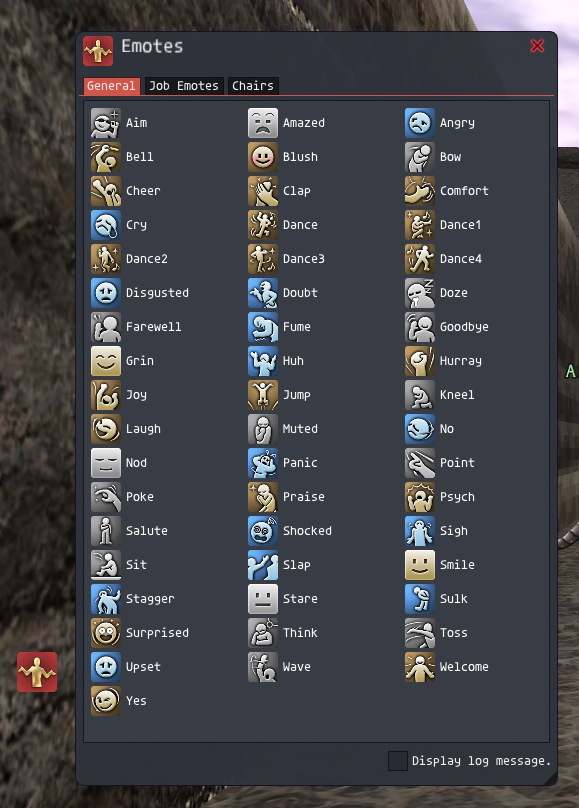 Emotes
General Job Emotes Chairs
Aim Amazed Angry
Bell Blush Bow
Cheer Clap Comfort
Cry Dance Dance1
Dance2 Dance3 Dance4
Disgusted Doubt Doze
Farewell Fume Goodbye
Grin Huh Hurray
Joy Jump Kneel
Laugh Muted No
Nod Panic Point
Poke Praise Psych
Salute Shocked Sigh
Sit Slap Smile
Stagger Stare Sulk
Surprised Think Toss
Upset Wave Welcome
Yes
Display log message.
A